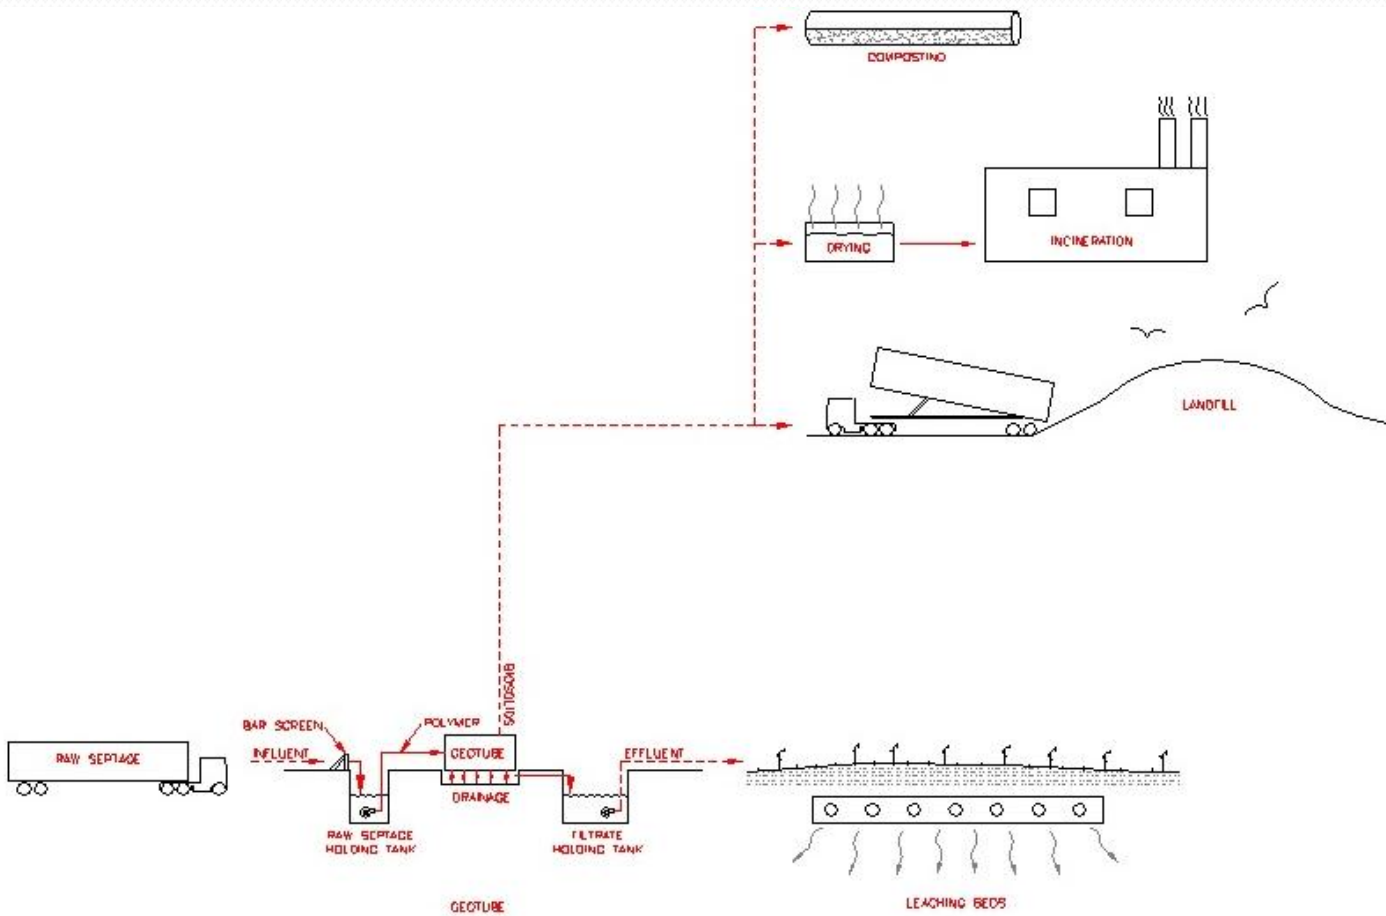 COMPOSTING
DRYING
INCINERATION
LANDFILL
BIOSOLIDS
BAR SCREEN
POLYMER
RAW SEPTAGE
INFLUENT
GEOTUBE
EFFLUENT
DRAINAGE
RAW SEPTAGE
HOLDING TANK
FILTRATE
HOLDING TANK
GEOTUBE
LEACHING BEDS